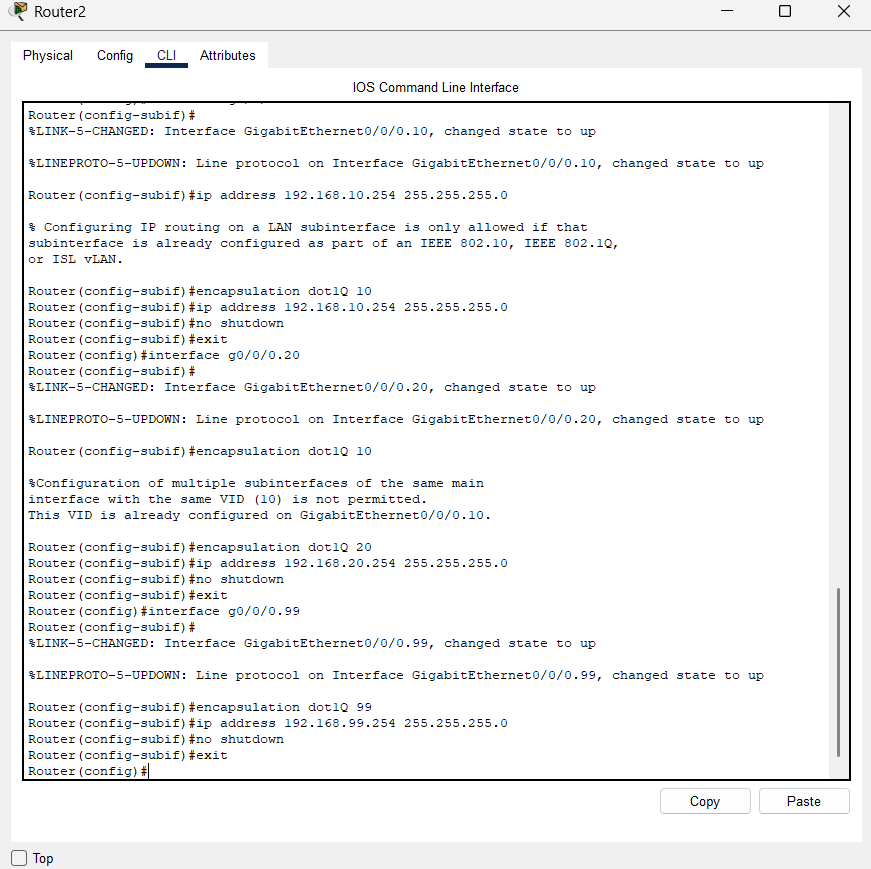 Router2
Physical Config CLI Attributes
IOS Command Line Interface
Router(config-subif)#
%LINK-5-CHANGED: Interface GigabitEthernet0/0/0.10, changed state to up
%LINEPROTO-5-UPDOWN: Line protocol on Interface GigabitEthernet0/0/0.10, changed state to up
Router(config-subif)#ip address 192.168.10.254 255.255.255.0
% Configuring IP routing on a LAN subinterface is only allowed if that
subinterface is already configured as part of an IEEE 802.10, IEEE 802.1Q,
or ISL vLAN.
Router(config-subif)#encapsulation dot1Q 10
Router(config-subif)#ip address 192.168.10.254 255.255.255.0
Router(config-subif)#no shutdown
Router(config-subif)#exit
Router(config)#interface g0/0/0.20
Router(config-subif)#
%LINK-5-CHANGED: Interface GigabitEthernet0/0/0.20, changed state to up
%LINEPROTO-5-UPDOWN: Line protocol on Interface GigabitEthernet0/0/0.20, changed state to up
Router(config-subif)#encapsulation dot1Q 10
%Configuration of multiple subinterfaces of the same main
interface with the same VID (10) is not permitted.
This VID is already configured on GigabitEthernet0/0/0.10.
Router(config-subif)#encapsulation dot1Q 20
Router(config-subif)#ip address 192.168.20.254 255.255.255.0
Router(config-subif)#no shutdown
Router(config-subif)#exit
Router(config)#interface g0/0/0.99
Router(config-subif)#
%LINK-5-CHANGED: Interface GigabitEthernet0/0/0.99, changed state to up
%LINEPROTO-5-UPDOWN: Line protocol on Interface GigabitEthernet0/0/0.99, changed state to up
Router(config-subif)#encapsulation dot1Q 99
Router(config-subif)#ip address 192.168.99.254 255.255.255.0
Router(config-subif)#no shutdown
Router(config-subif)#exit
Router(config)#
Copy Paste
Top